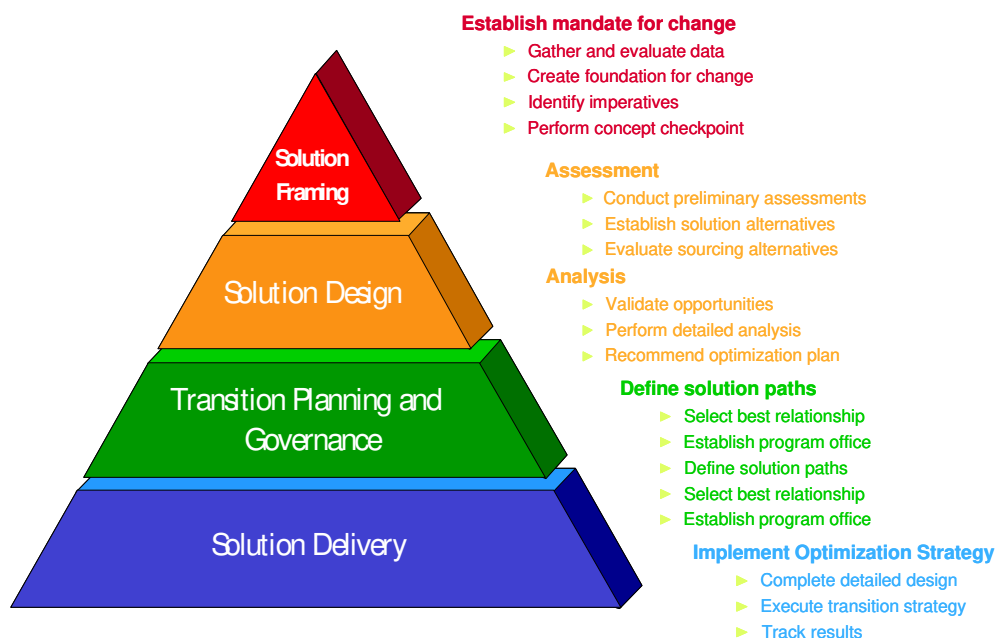 Establish mandate for change
Gather and evaluate data
Create foundation for change
Identify imperatives
Perform concept checkpoint
Solution
Framing
Assessment
Conduct preliminary assessments
Establish solution alternatives
Evaluate sourcing alternatives
Analysis
Validate opportunities
Perform detailed analysis
Recommend optimization plan
Solution Design
Define solution paths
Select best relationship
Establish program office
Define solution paths
Select best relationship
Establish program office
Transition Planning and
Governance
Implement Optimization Strategy
Complete detailed design
Execute transition strategy
Track results
Solution Delivery